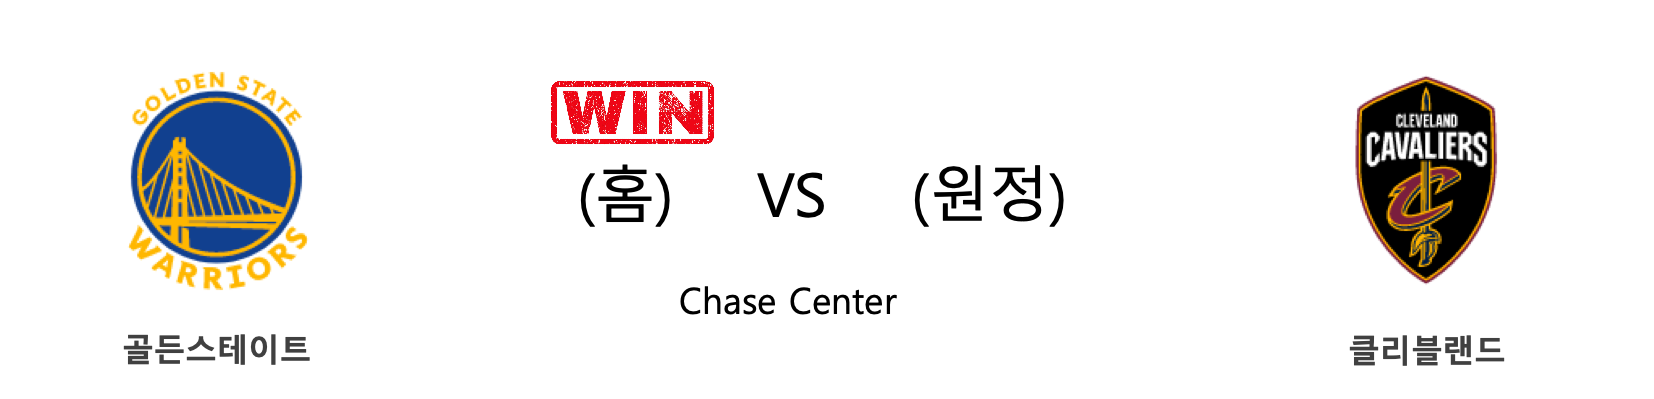 GOLDEN STATE
WARRIORS
WIN
(홈) VS (원정)
Chase Center
CLEVELAND
CAVALIERS
C
골든스테이트
클리블랜드